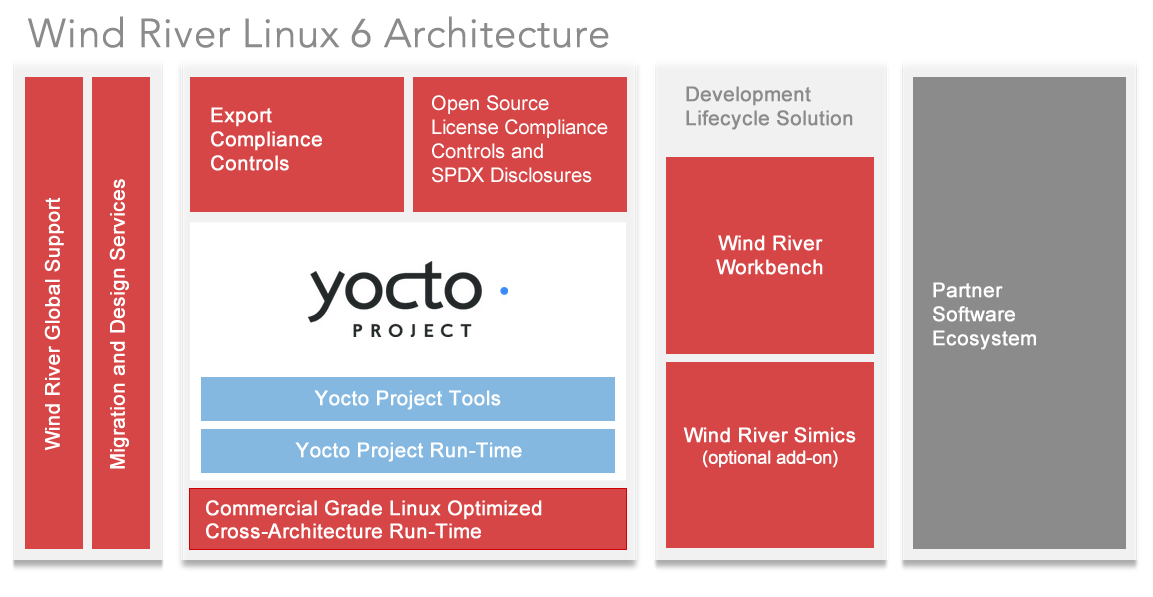 Wind River Linux 6 Architecture
Wind River Global Support
Migration and Design Services
Export
Compliance
Controls
Open Source
License Compliance
Controls and
SPDX Disclosures
yocto
PROJECT
Yocto Project Tools
Yocto Project Run-Time
Commercial Grade Linux Optimized
Cross-Architecture Run-Time
Development
Lifecycle Solution
Wind River
Workbench
Wind River Simics
(optional add-on)
Partner
Software
Ecosystem